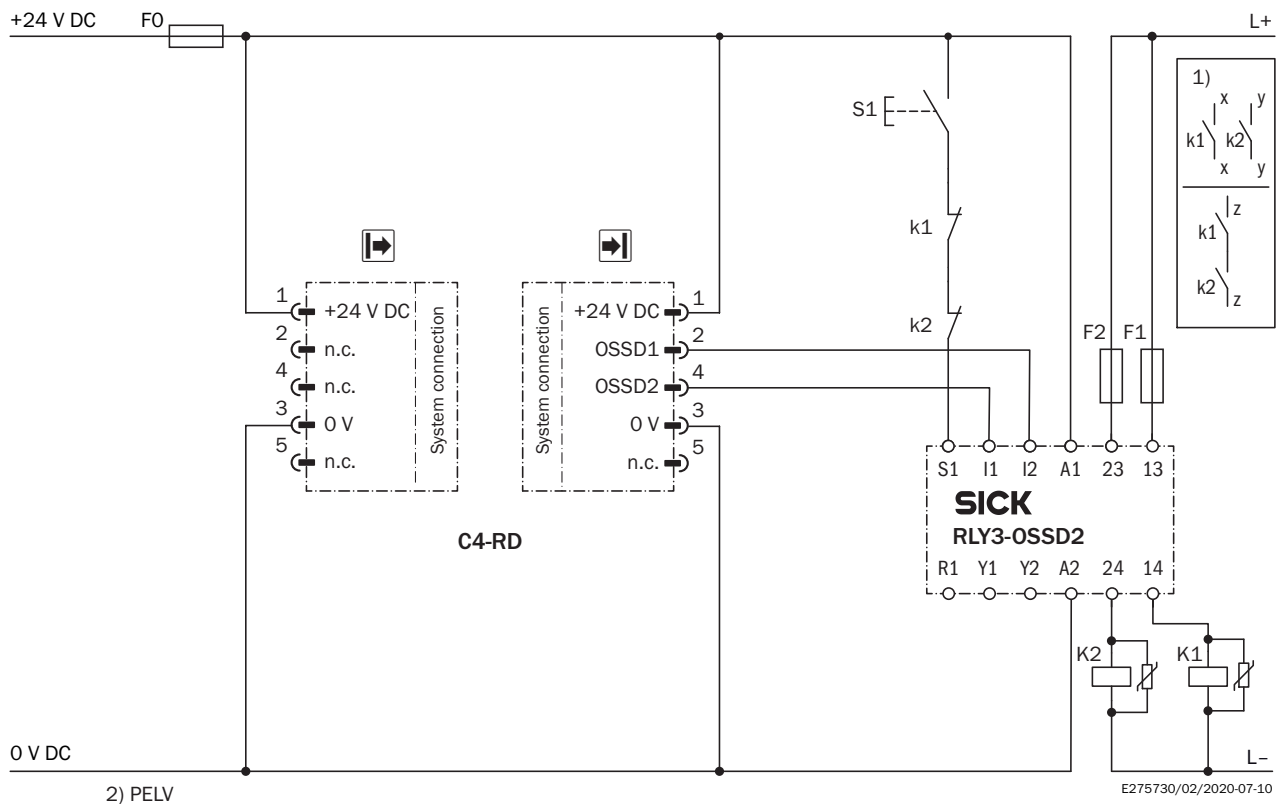 +24 V DC F0 L+
1)
x y
k1 k2
x y
z
k1
k2
z
S1
k1
k2
F2 F1
1 +24 V DC
2 n.c.
4 n.c.
3 0 V
5 n.c.
System connection
System connection
+24 V DC 1
OSSD1 2
OSSD2 4
0 V 3
n.c. 5
C4-RD
S1 I1 I2 A1 23 13
SICK
RLY3-OSSD2
R1 Y1 Y2 A2 24 14
K2 K1
0 V DC L–
2) PELV
E275730/02/2020-07-10